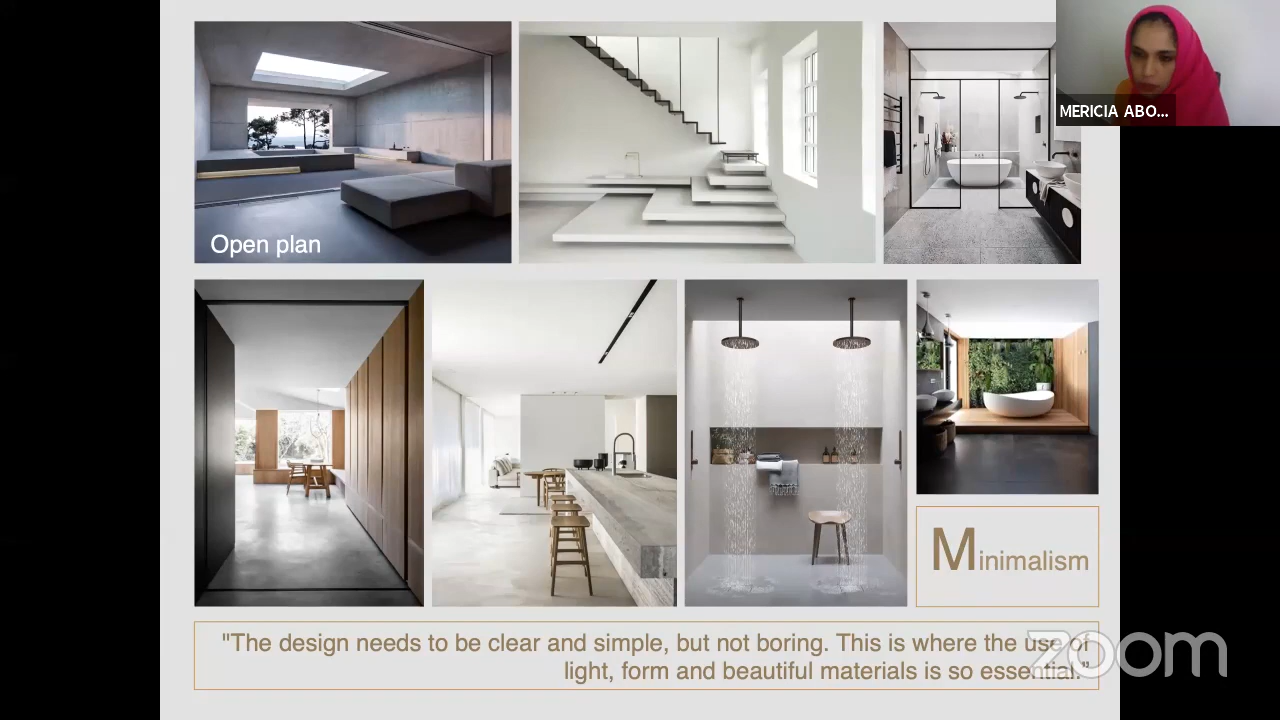 MERICIA ABO...
Open plan
Minimalism
"The design needs to be clear and simple, but not boring. This is where the use of
light, form and beautiful materials is so essential."
zoom